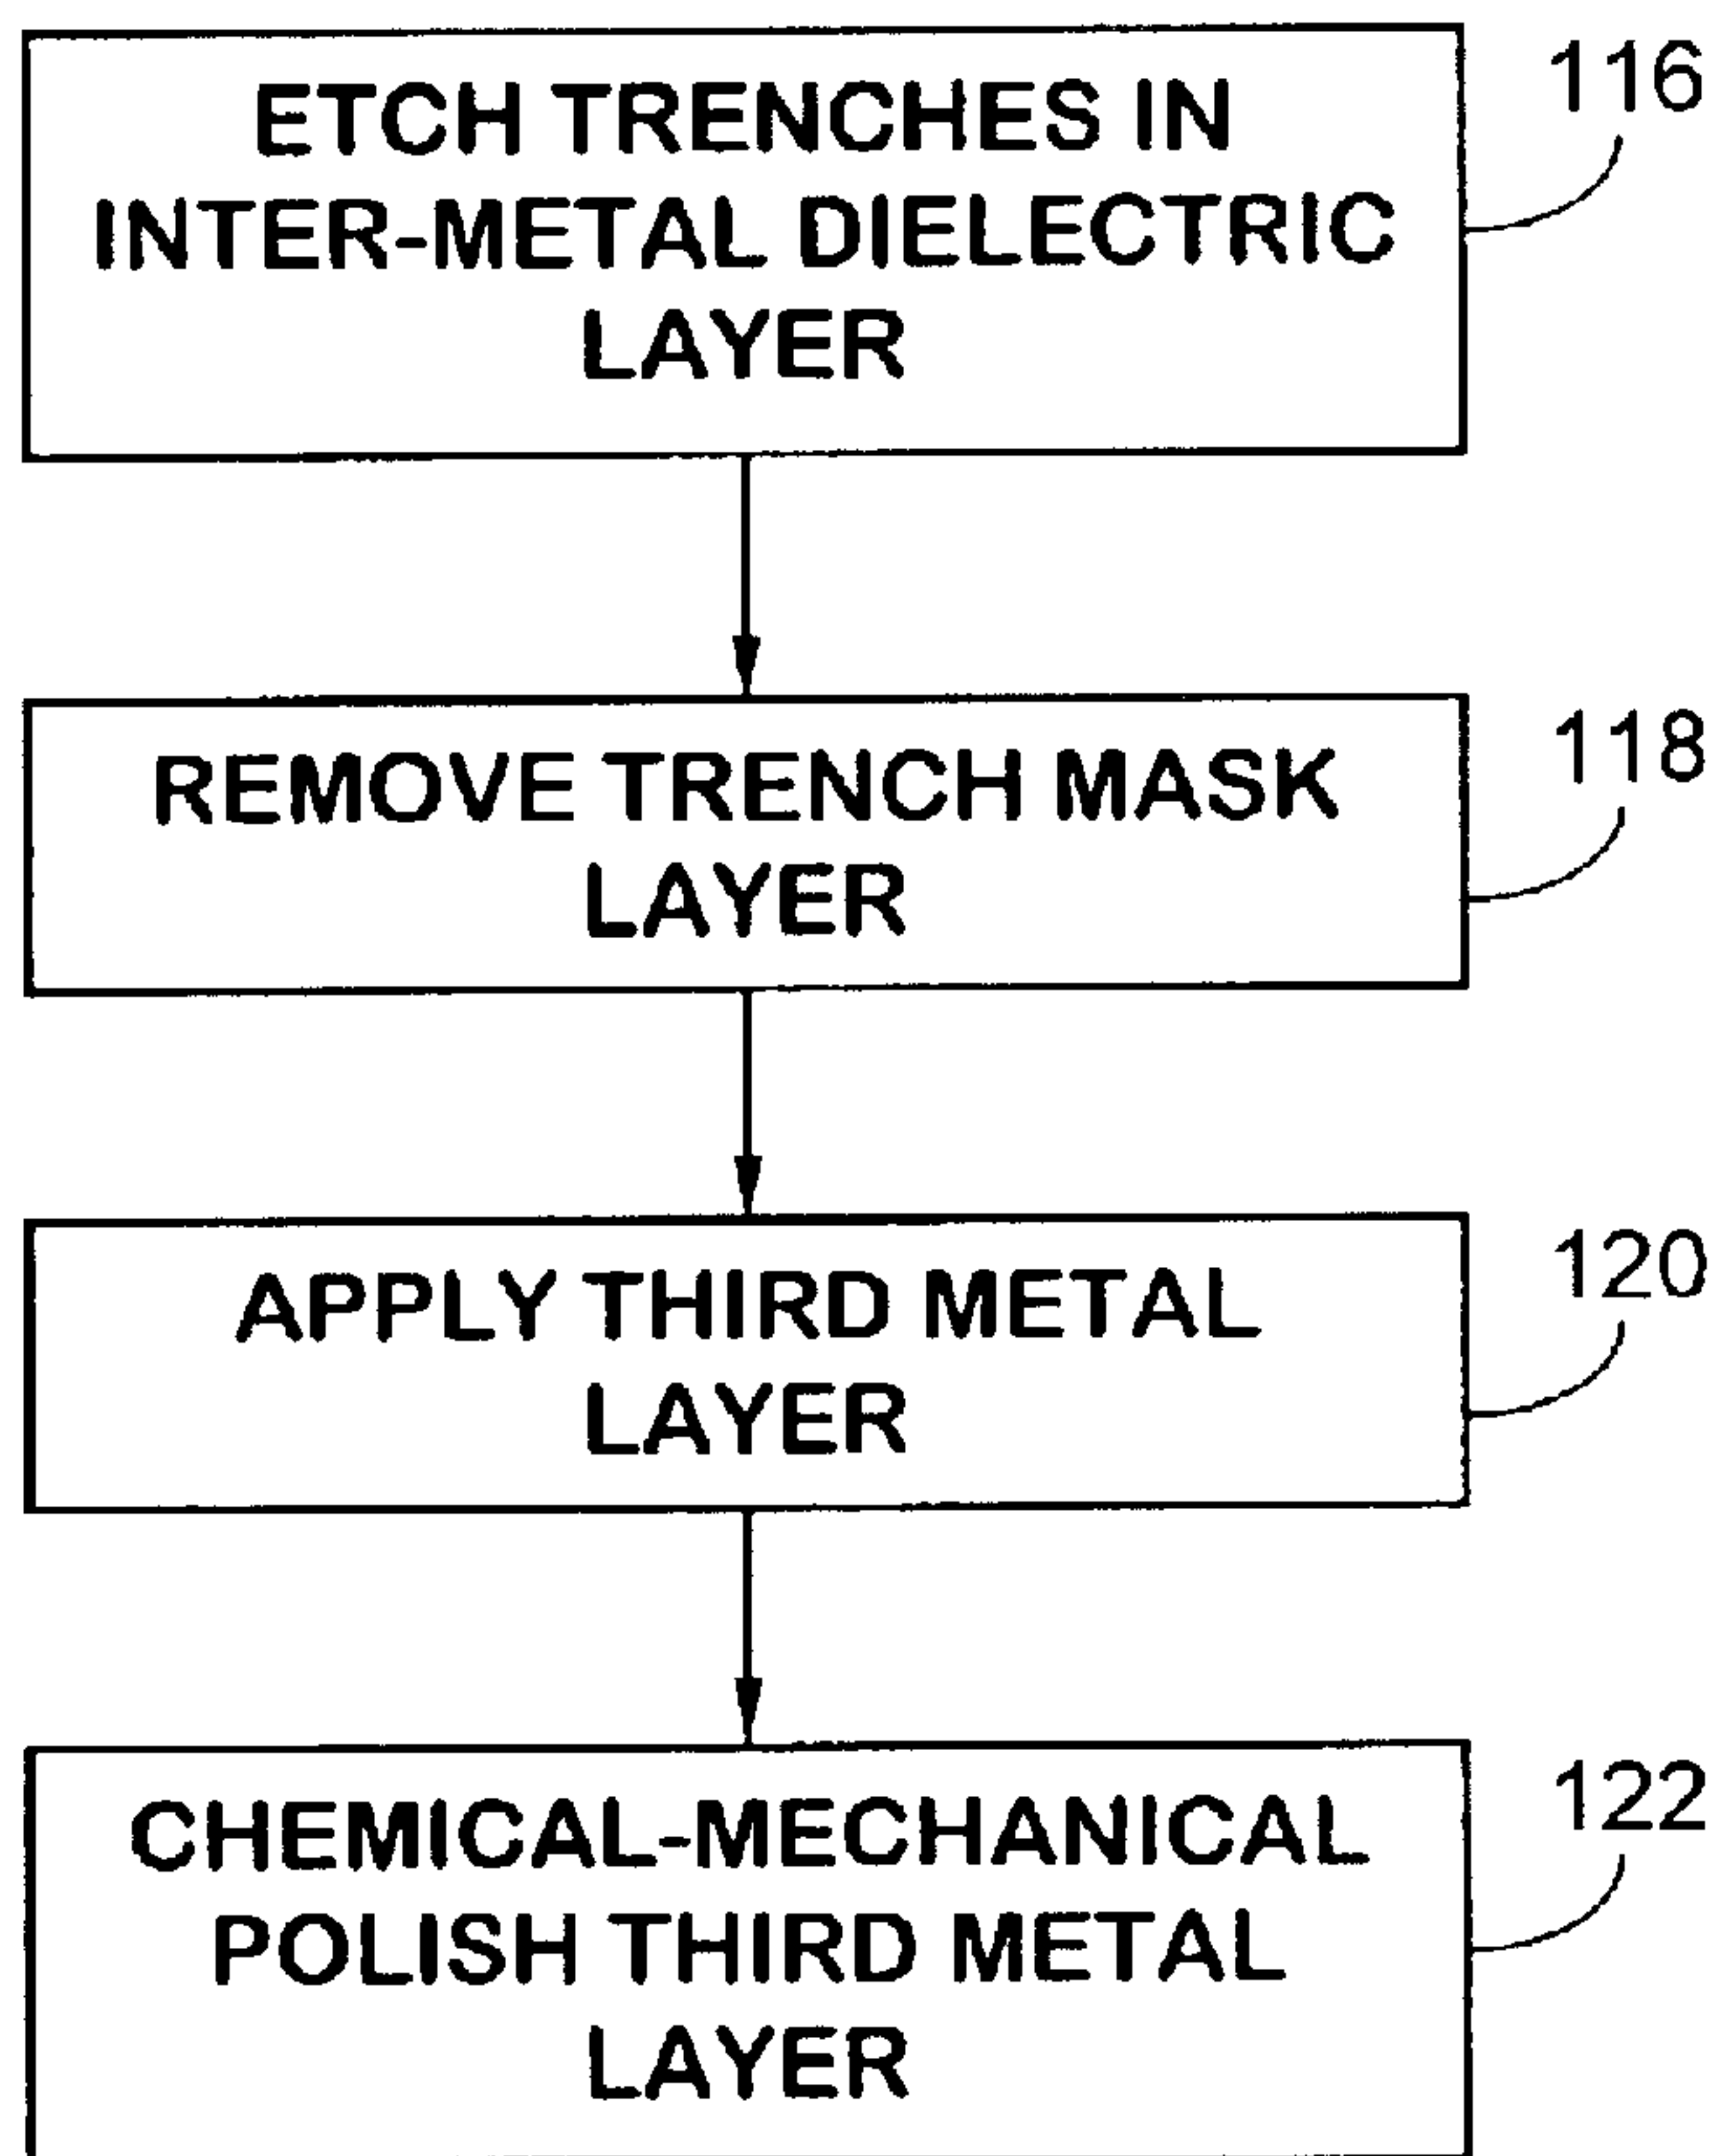 ETCH TRENCHES IN
INTER-METAL DIELECTRIC
LAYER
116
REMOVE TRENCH MASK
LAYER
118
APPLY THIRD METAL
LAYER
120
CHEMICAL-MECHANICAL
POLISH THIRD METAL
LAYER
122